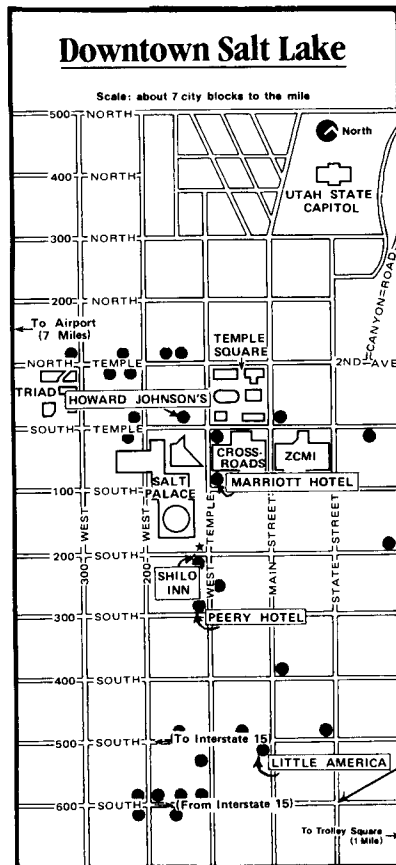 Downtown Salt Lake
Scale: about 7 city blocks to the mile
500 NORTH
North
400 NORTH
UTAH STATE
CAPITOL
300 NORTH
CANYON ROAD
200 NORTH
To Airport
(7 Miles)
TEMPLE
SQUARE
NORTH TEMPLE
2ND AVE
TRIAD
HOWARD JOHNSON'S
SOUTH TEMPLE
CROSS-
ROADS
ZCMI
SALT
PALACE
MARRIOTT HOTEL
100 SOUTH
300 WEST
200 WEST
WEST TEMPLE
MAIN STREET
STATE STREET
200 SOUTH
SHILO
INN
300 SOUTH
PEERY HOTEL
400 SOUTH
500 SOUTH
(To Interstate 15)
LITTLE AMERICA
600 SOUTH
(From Interstate 15)
To Trolley Square
(1 Mile)